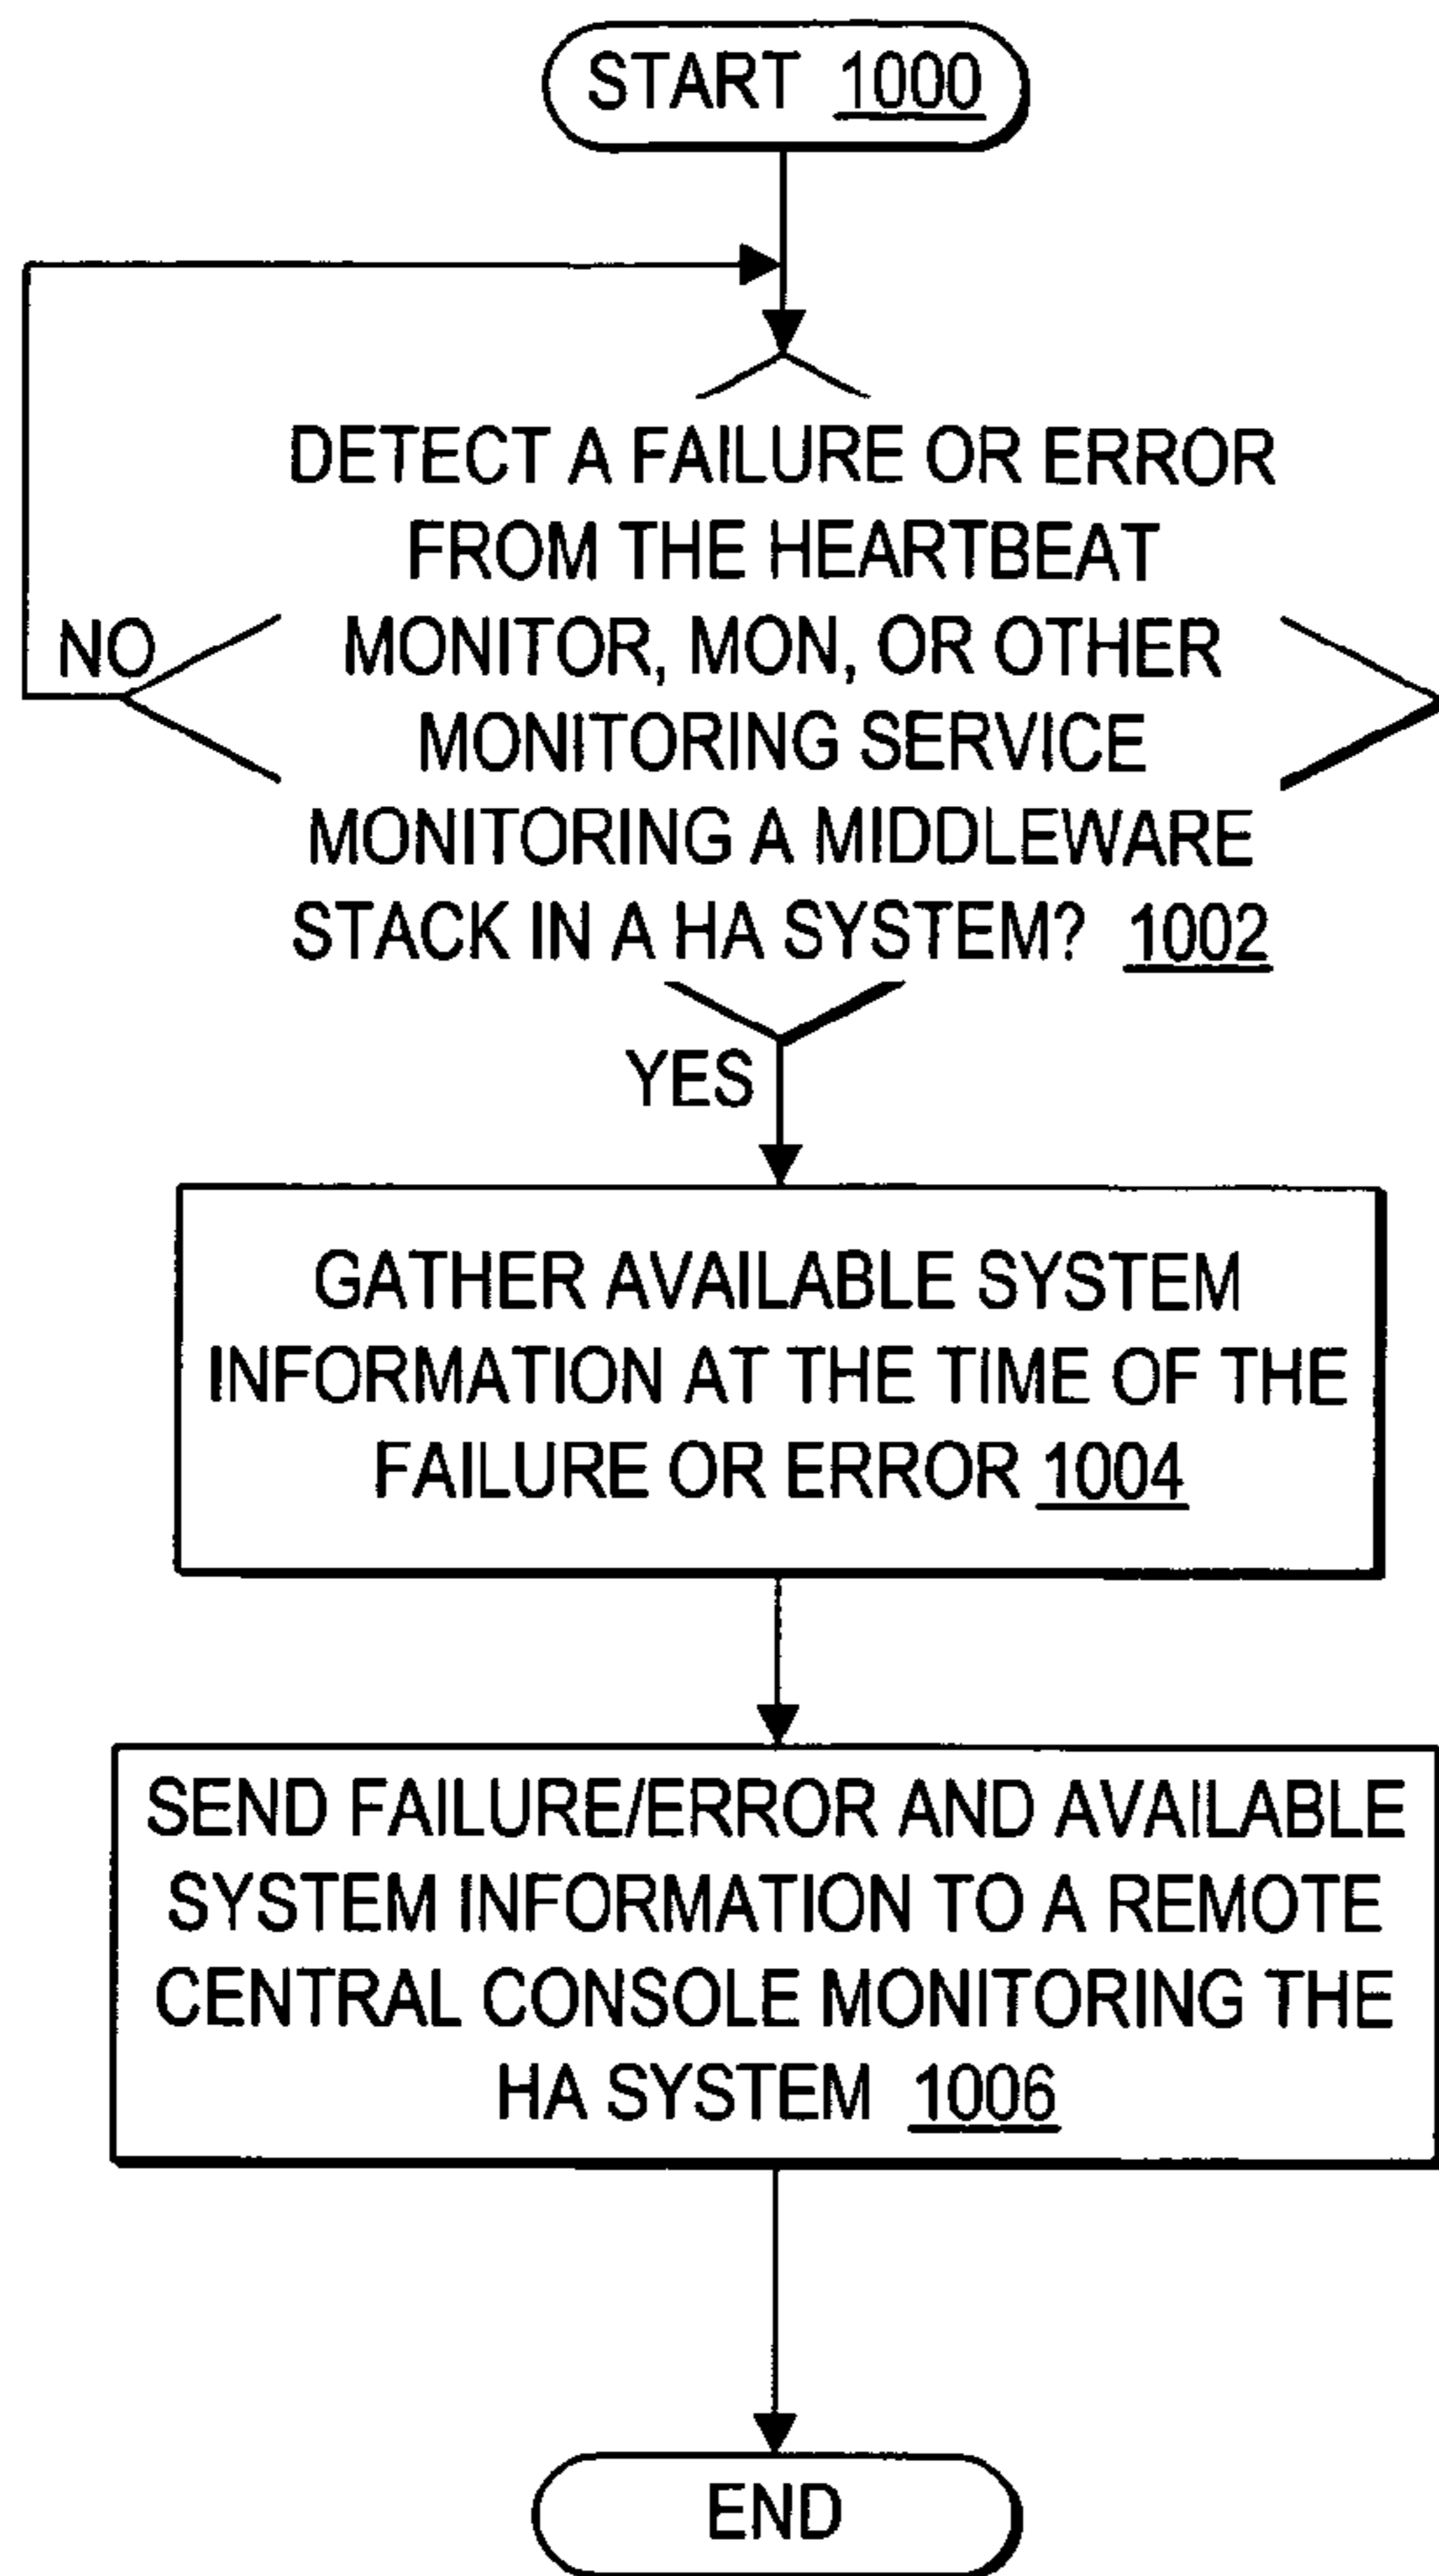 START 1000
DETECT A FAILURE OR ERROR
FROM THE HEARTBEAT
NO
MONITOR, MON, OR OTHER
MONITORING SERVICE
MONITORING A MIDDLEWARE
STACK IN A HA SYSTEM? 1002
YES
GATHER AVAILABLE SYSTEM
INFORMATION AT THE TIME OF THE
FAILURE OR ERROR 1004
SEND FAILURE/ERROR AND AVAILABLE
SYSTEM INFORMATION TO A REMOTE
CENTRAL CONSOLE MONITORING THE
HA SYSTEM 1006
END